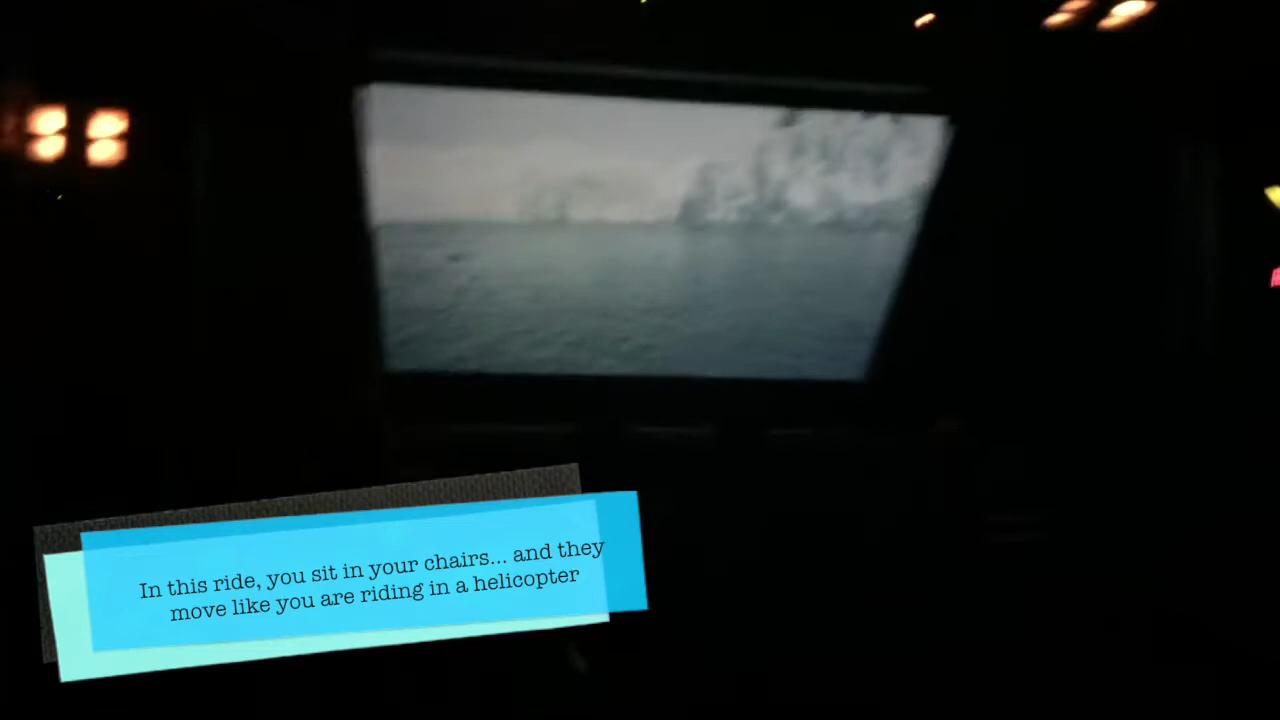 In this ride, you sit in your chairs... and they
move like you are riding in a helicopter